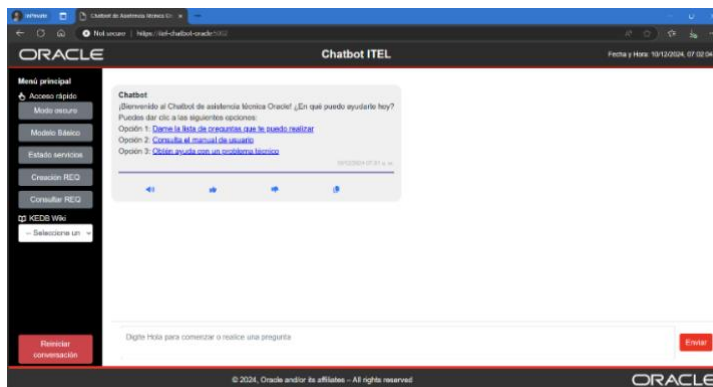 InPrivate
Chatbot de Asistencia técnica
Not secure
ORACLE
Chatbot ITEL
Fecha y Hora: 10/12/2024, 07:02:04
Menú principal
Acceso rápido
Modo oscuro
Modelo Básico
Estado servicios
Creación REQ
Consultar REQ
KEDB Wiki
-- Seleccione un
Reiniciar
conversación
Chatbot
¡Bienvenido al Chatbot de asistencia técnica Oracle! ¿En qué puedo ayudarle hoy?
Puedes dar clic a las siguientes opciones:
Opción 1: Dame la lista de preguntas que te puedo realizar
Opción 2: Consulta el manual de usuario
Opción 3: Obtén ayuda con un problema técnico
Digite Hola para comenzar o realice una pregunta
Enviar
© 2024, Oracle and/or its affiliates – All rights reserved
ORACLE